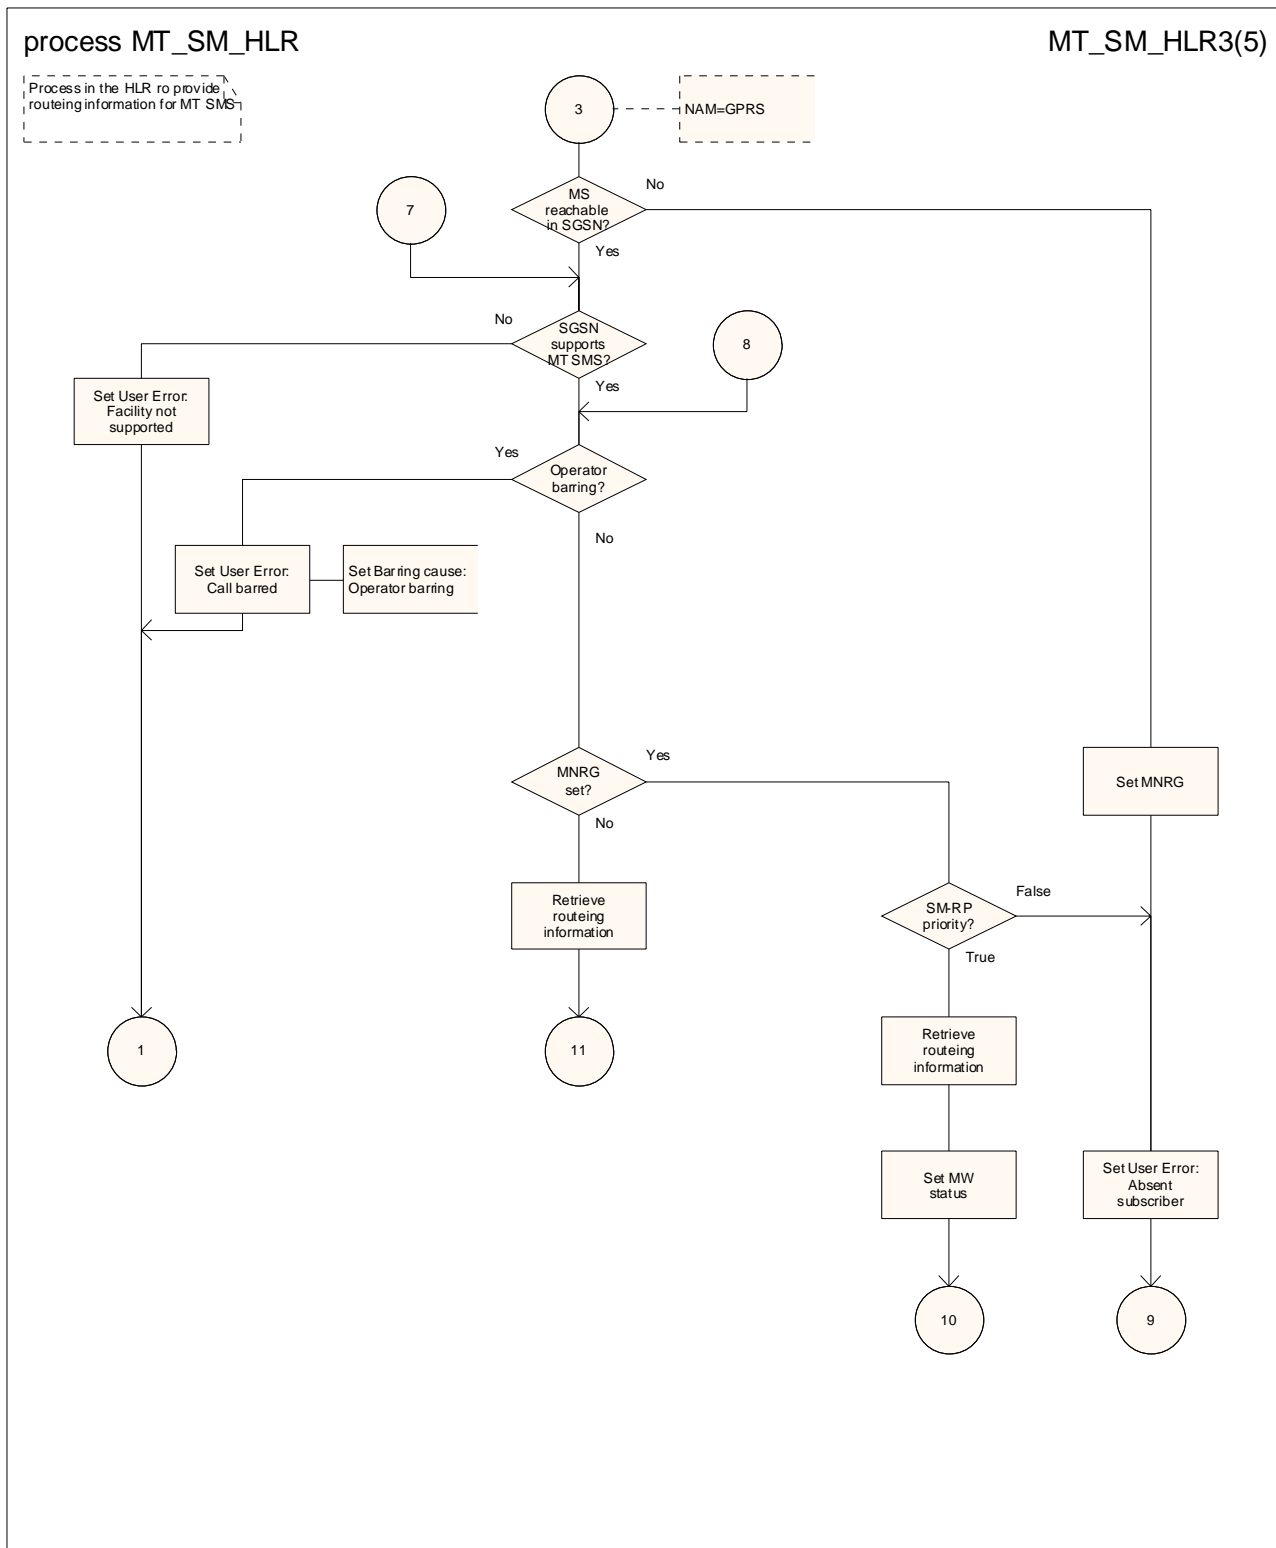 process MT_SM_HLR
MT_SM_HLR3(5)
Process in the HLR ro provide
routeing information for MT SMS
3
NAM=GPRS
MS
reachable
in SGSN?
No
Yes
7
SGSN
supports
MT SMS?
No
Yes
8
Set User Error:
Facility not
supported
Operator
barring?
Yes
No
Set User Error:
Call barred
Set Barring cause:
Operator barring
MNRG
set?
Yes
No
Set MNRG
Retrieve
routeing
information
SM-RP
priority?
False
True
1
11
Retrieve
routeing
information
Set MW
status
Set User Error:
Absent
subscriber
10
9